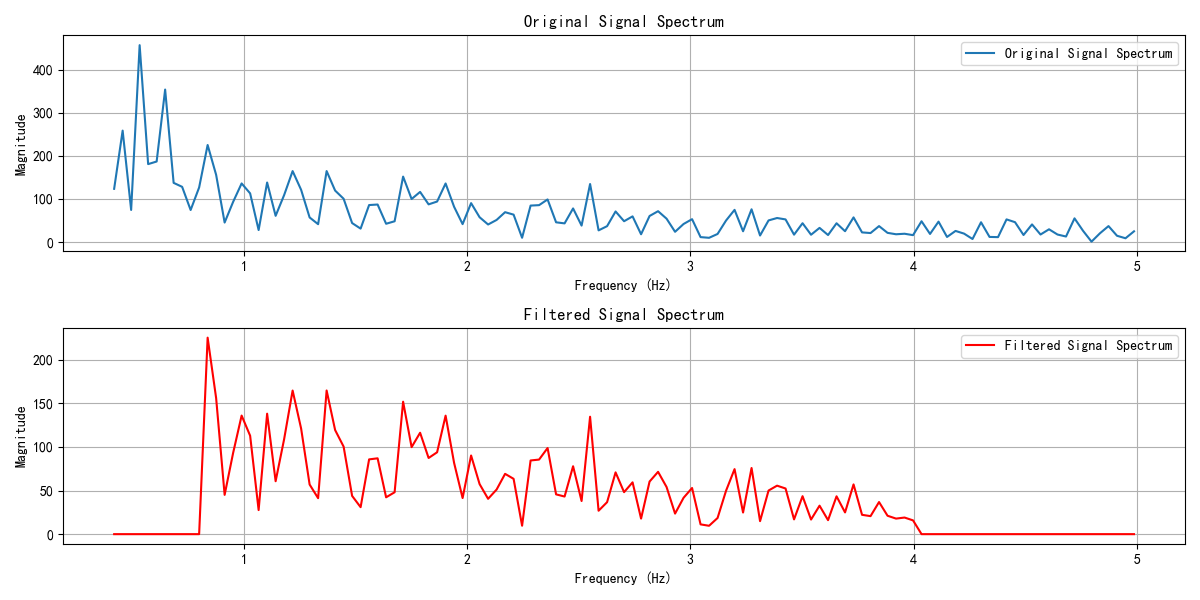 Original Signal Spectrum
Original Signal Spectrum
Magnitude
400
300
200
100
0
1 2 3 4 5
Frequency (Hz)
Filtered Signal Spectrum
Filtered Signal Spectrum
Magnitude
200
150
100
50
0
1 2 3 4 5
Frequency (Hz)